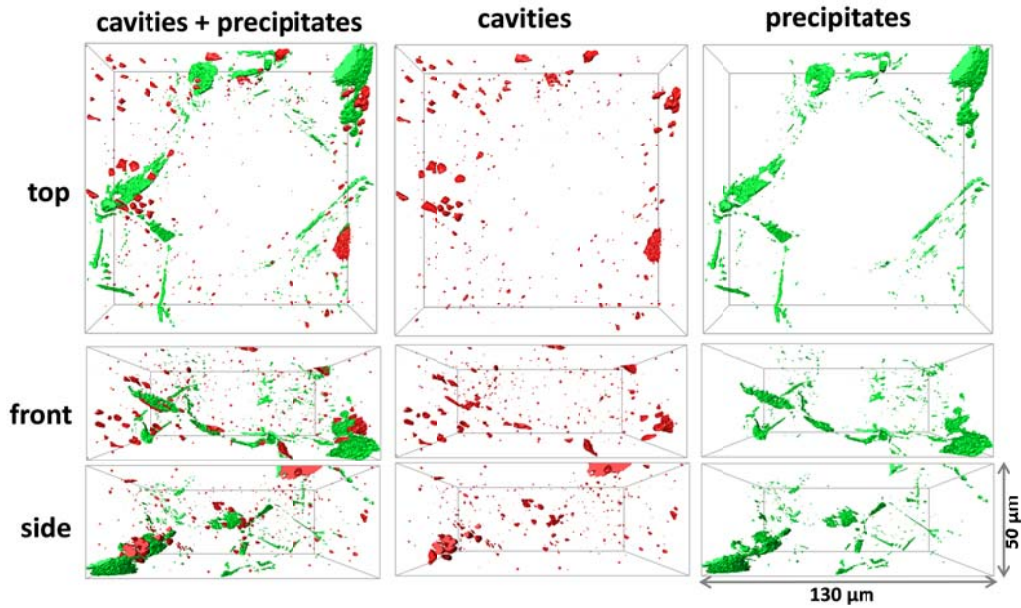 cavities + precipitates
cavities
precipitates
top
front
side
50 μm
130 μm